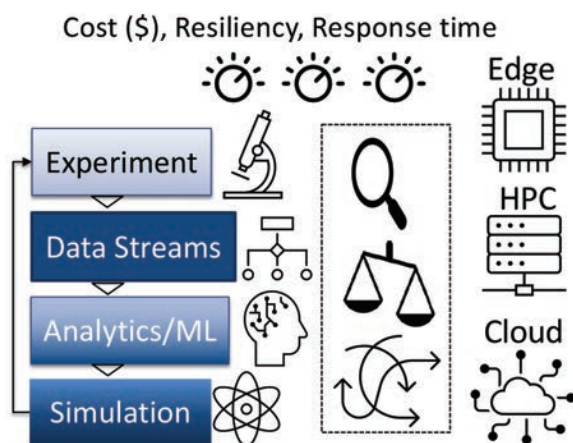 Cost ($), Resiliency, Response time
Experiment
Data Streams
Analytics/ML
Simulation
Edge
HPC
Cloud